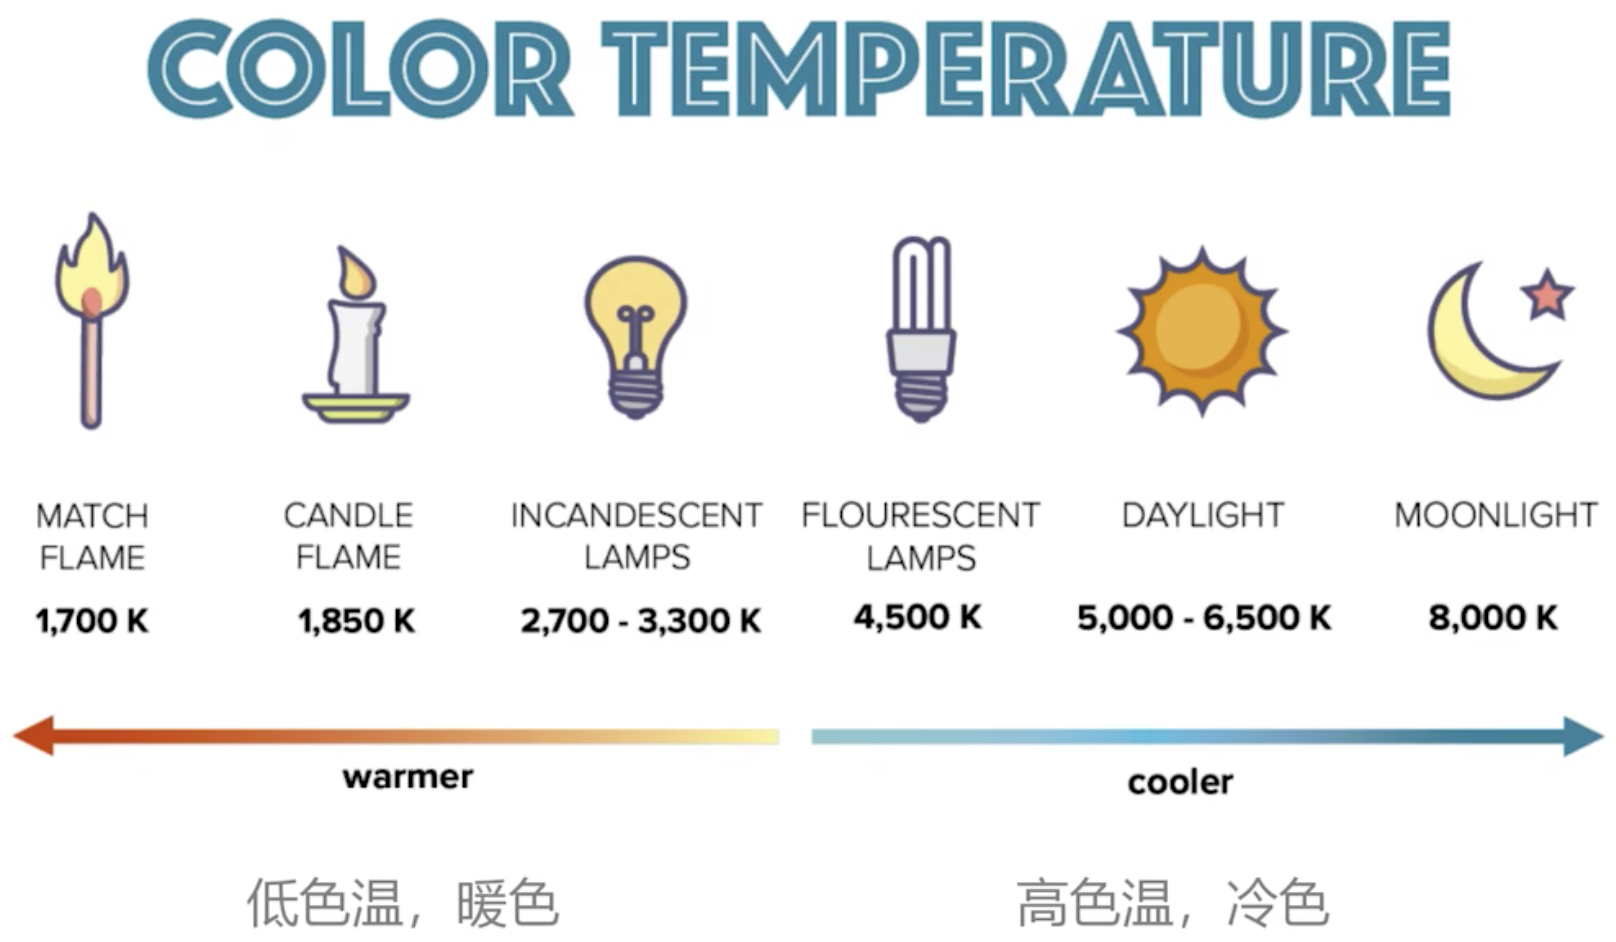 COLOR TEMPERATURE
MATCH
FLAME
1,700 K
CANDLE
FLAME
1,850 K
INCANDESCENT
LAMPS
2,700 - 3,300 K
FLOURESCENT
LAMPS
4,500 K
DAYLIGHT
5,000 - 6,500 K
MOONLIGHT
8,000 K
warmer
cooler
低色温，暖色
高色温，冷色